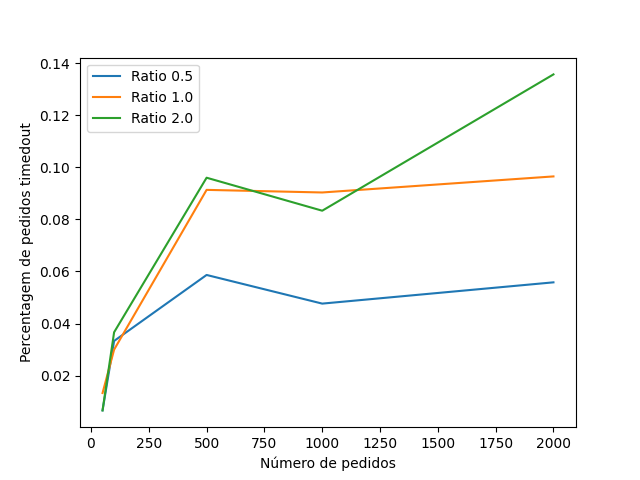 Ratio 0.5
Ratio 1.0
Ratio 2.0
0.14
0.12
0.10
0.08
0.06
0.04
0.02
Percentagem de pedidos timedout
0 250 500 750 1000 1250 1500 1750 2000
Número de pedidos